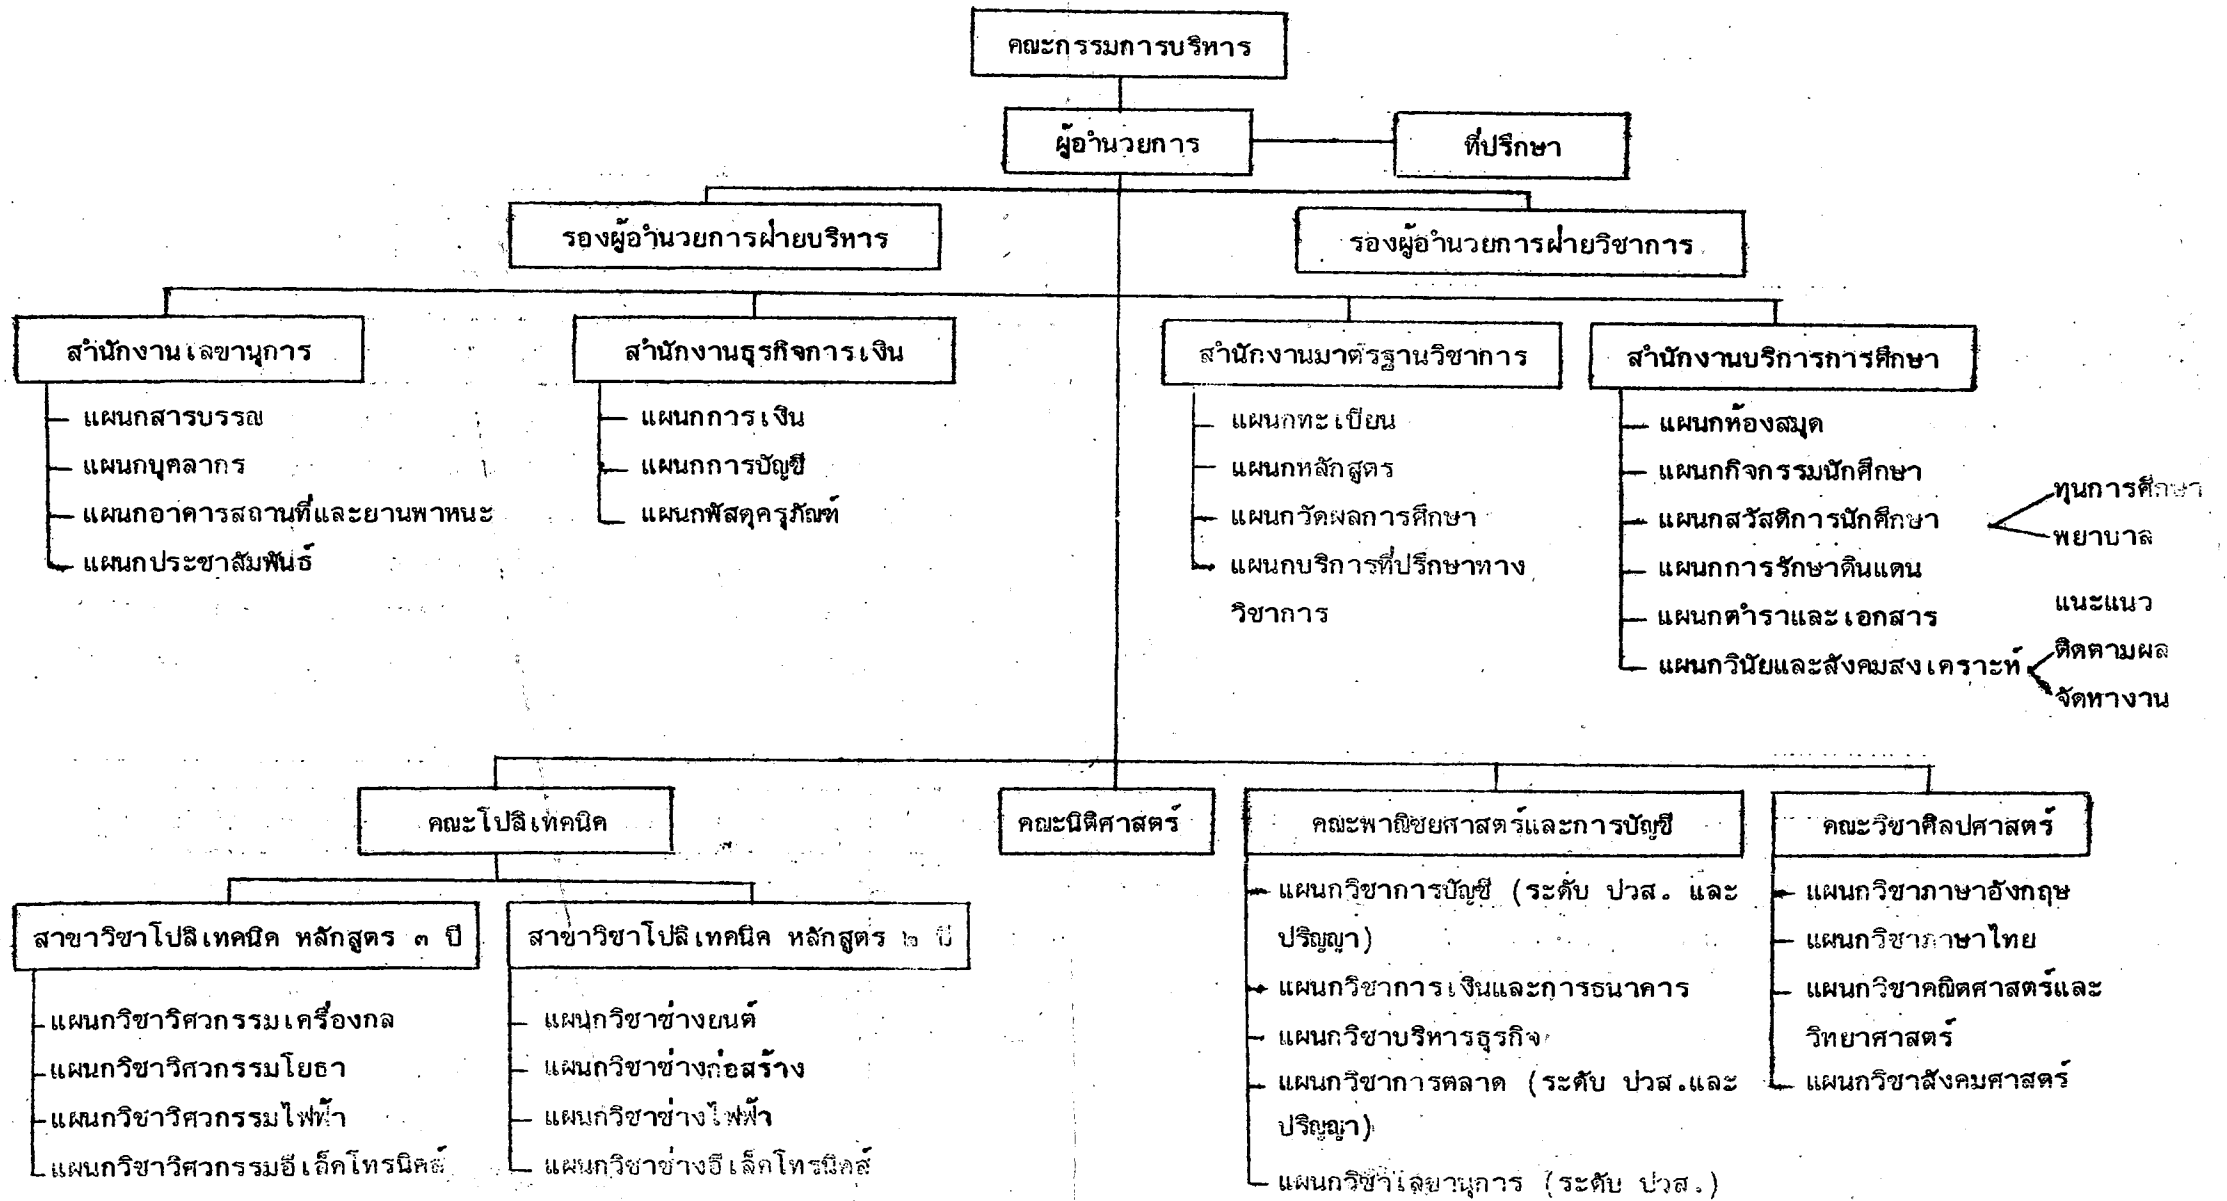 คณะกรรมการบริหาร
ผู้อำนวยการ
ที่ปรึกษา
รองผู้อำนวยการฝ่ายบริหาร
รองผู้อำนวยการฝ่ายวิชาการ
สำนักงานเลขานุการ
แผนกสารบรรณ
แผนกบุคลากร
แผนกอาคารสถานที่และยานพาหนะ
แผนกประชาสัมพันธ์
สำนักงานธุรกิจการเงิน
แผนกการเงิน
แผนกการบัญชี
แผนกพัสดุครุภัณฑ์
สำนักงานมาตรฐานวิชาการ
แผนกทะเบียน
แผนกหลักสูตร
แผนกวัดผลการศึกษา
แผนกบริการที่ปรึกษาทาง
วิชาการ
สำนักงานบริการการศึกษา
แผนกห้องสมุด
แผนกกิจกรรมนักศึกษา
แผนกสวัสดิการนักศึกษา
ทุนการศึกษา
พยาบาล
แผนกการรักษาดินแดน
แผนกตำราและเอกสาร
แผนกวินัยและสังคมสงเคราะห์
แนะแนว
ติดตามผล
จัดหางาน
คณะโปลิเทคนิค
สาขาวิชาโปลิเทคนิค หลักสูตร ๓ ปี
แผนกวิชาวิศวกรรมเครื่องกล
แผนกวิชาวิศวกรรมโยธา
แผนกวิชาวิศวกรรมไฟฟ้า
แผนกวิชาวิศวกรรมอีเล็คโทรนิคส์
สาขาวิชาโปลิเทคนิค หลักสูตร ๒ ปี
แผนกวิชาช่างยนต์
แผนกวิชาช่างก่อสร้าง
แผนกวิชาช่างไฟฟ้า
แผนกวิชาช่างอีเล็คโทรนิคส์
คณะนิติศาสตร์
คณะพาณิชยศาสตร์และการบัญชี
แผนกวิชาการบัญชี (ระดับ ปวส. และ
ปริญญา)
แผนกวิชาการเงินและการธนาคาร
แผนกวิชาบริหารธุรกิจ
แผนกวิชาการตลาด (ระดับ ปวส.และ
ปริญญา)
แผนกวิชาเลขานุการ (ระดับ ปวส.)
คณะวิชาศิลปศาสตร์
แผนกวิชาภาษาอังกฤษ
แผนกวิชาภาษาไทย
แผนกวิชาคณิตศาสตร์และ
วิทยาศาสตร์
แผนกวิชาสังคมศาสตร์